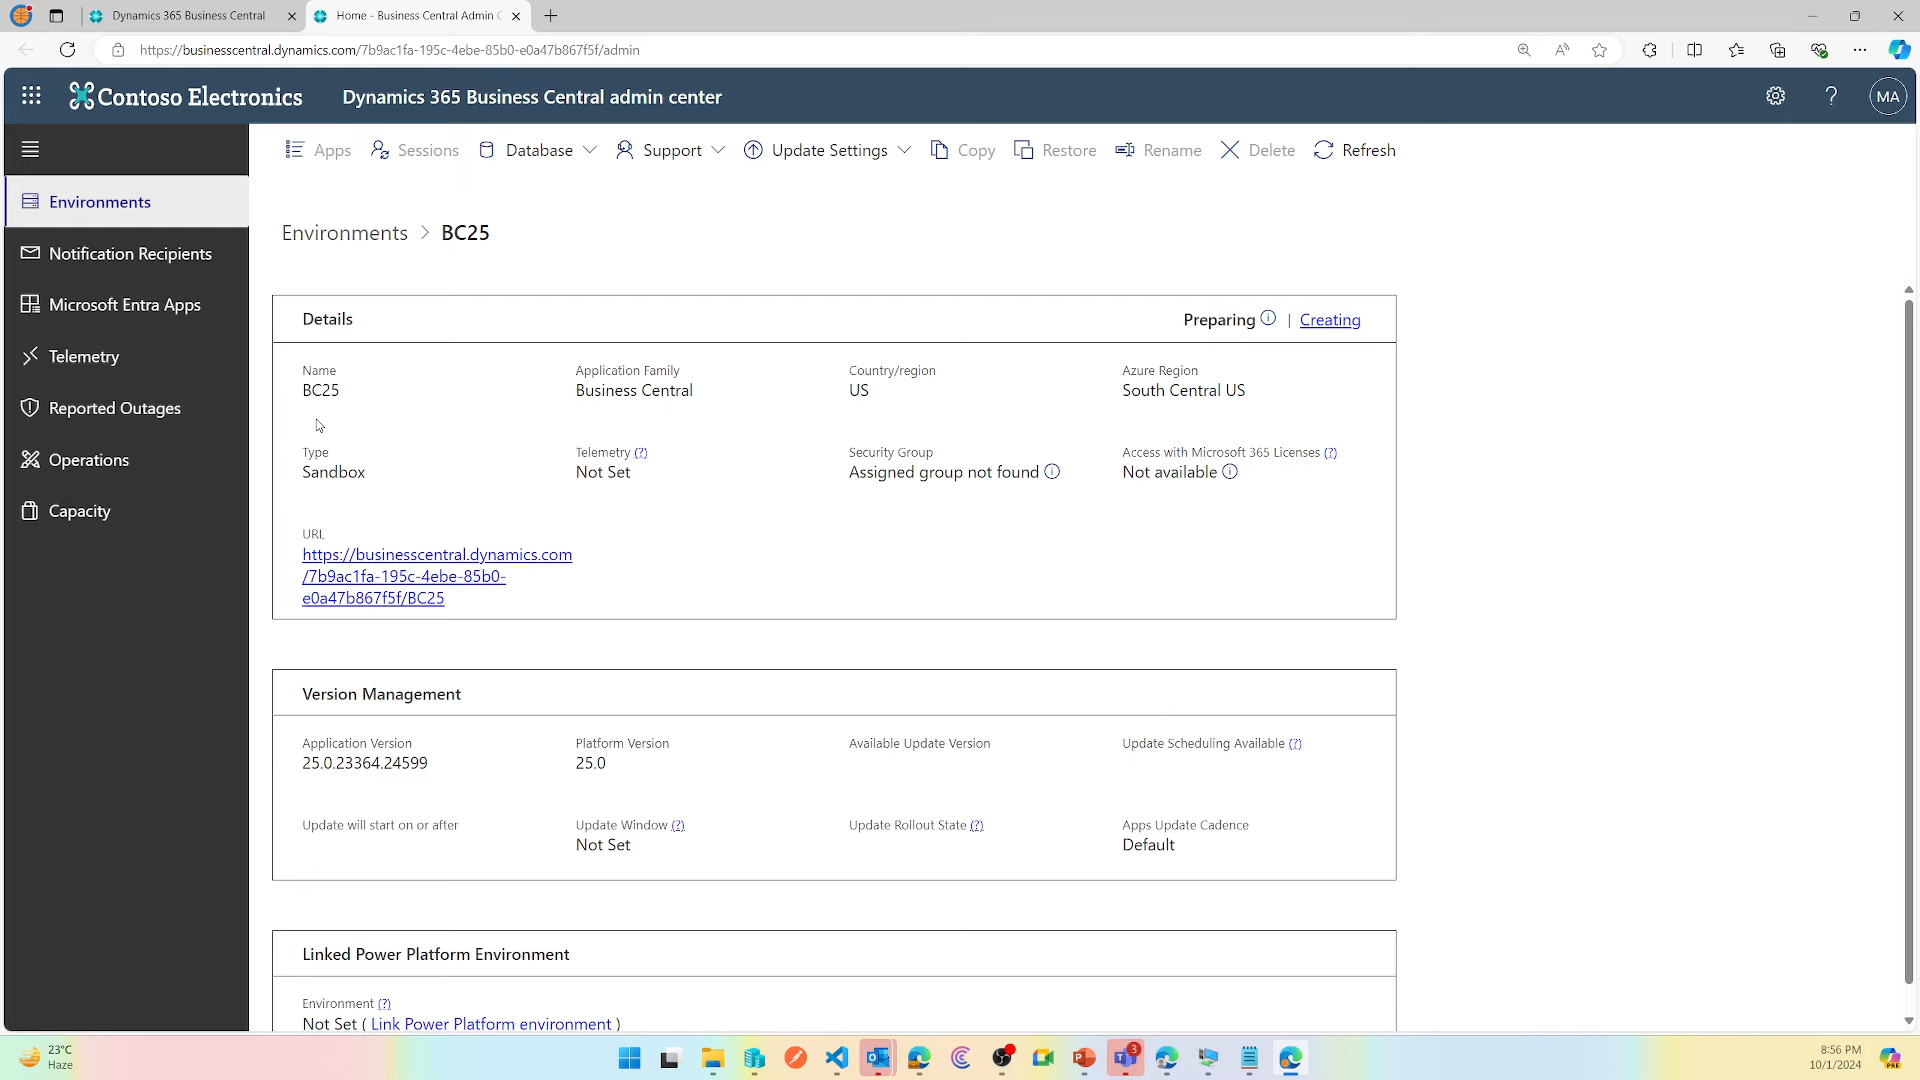 Dynamics 365 Business Central
Home - Business Central Admin C
https://businesscentral.dynamics.com/7b9ac1fa-195c-4ebe-85b0-e0a47b867f5f/admin
Contoso Electronics
Dynamics 365 Business Central admin center
?
MA
Apps
Sessions
Database
Support
Update Settings
Copy
Restore
Rename
Delete
Refresh
Environments
Notification Recipients
Microsoft Entra Apps
Telemetry
Reported Outages
Operations
Capacity
Environments > BC25
Details
Preparing | Creating
Name
BC25
Application Family
Business Central
Country/region
US
Azure Region
South Central US
Type
Sandbox
Telemetry (?)
Not Set
Security Group
Assigned group not found
Access with Microsoft 365 Licenses (?)
Not available
URL
https://businesscentral.dynamics.com
/7b9ac1fa-195c-4ebe-85b0-
e0a47b867f5f/BC25
Version Management
Application Version
25.0.23364.24599
Platform Version
25.0
Available Update Version
Update Scheduling Available (?)
Update will start on or after
Update Window (?)
Not Set
Update Rollout State (?)
Apps Update Cadence
Default
Linked Power Platform Environment
Environment (?)
Not Set ( Link Power Platform environment )
23°C
Haze
3
8:56 PM
10/1/2024
PRE